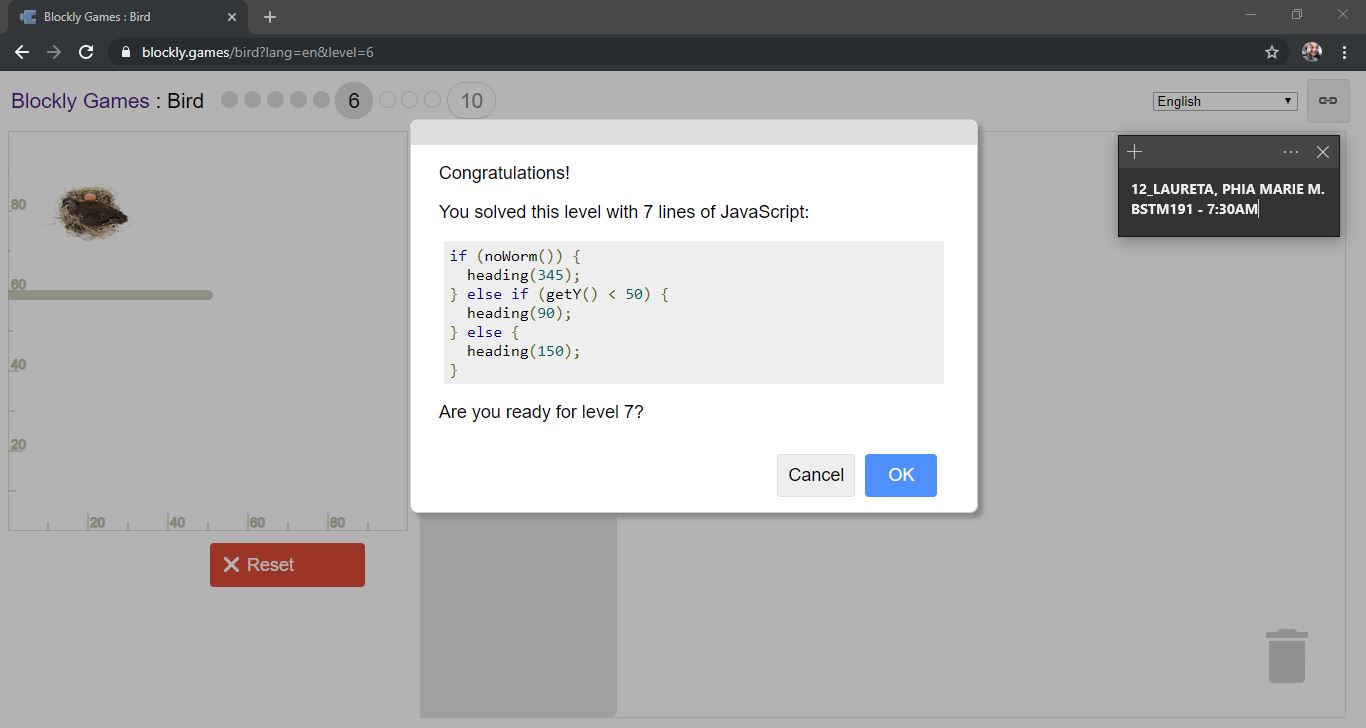 Blockly Games : Bird
blockly.games/bird?lang=en&level=6
Blockly Games : Bird 6 10
English
12_LAURETA, PHIA MARIE M.
BSTM191 - 7:30AM
Congratulations!
You solved this level with 7 lines of JavaScript:
if (noWorm()) {
  heading(345);
} else if (getY() < 50) {
  heading(90);
} else {
  heading(150);
}
Are you ready for level 7?
Cancel OK
80
60
40
20
20 40 60 80
Reset